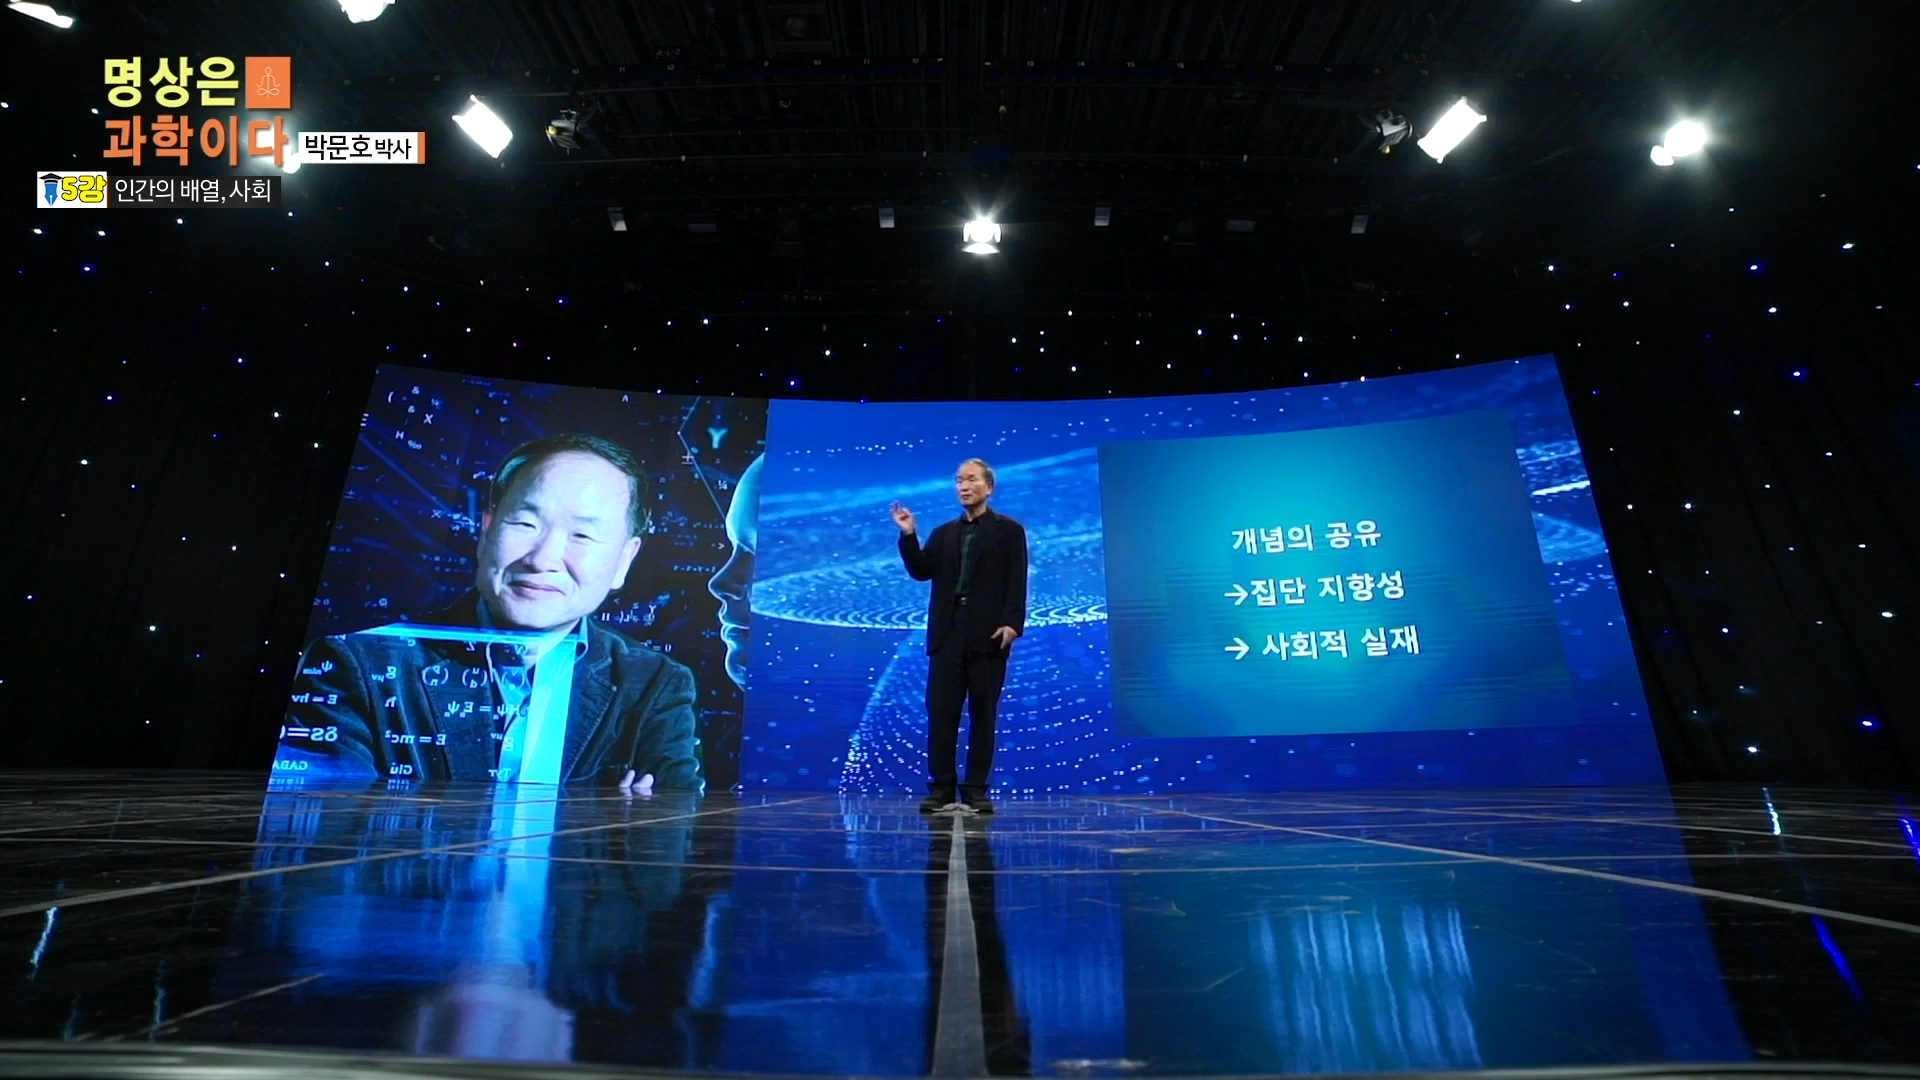 명상은
과학이다
박문호 박사
5강 인간의 배열, 사회
개념의 공유
→집단 지향성
→ 사회적 실재